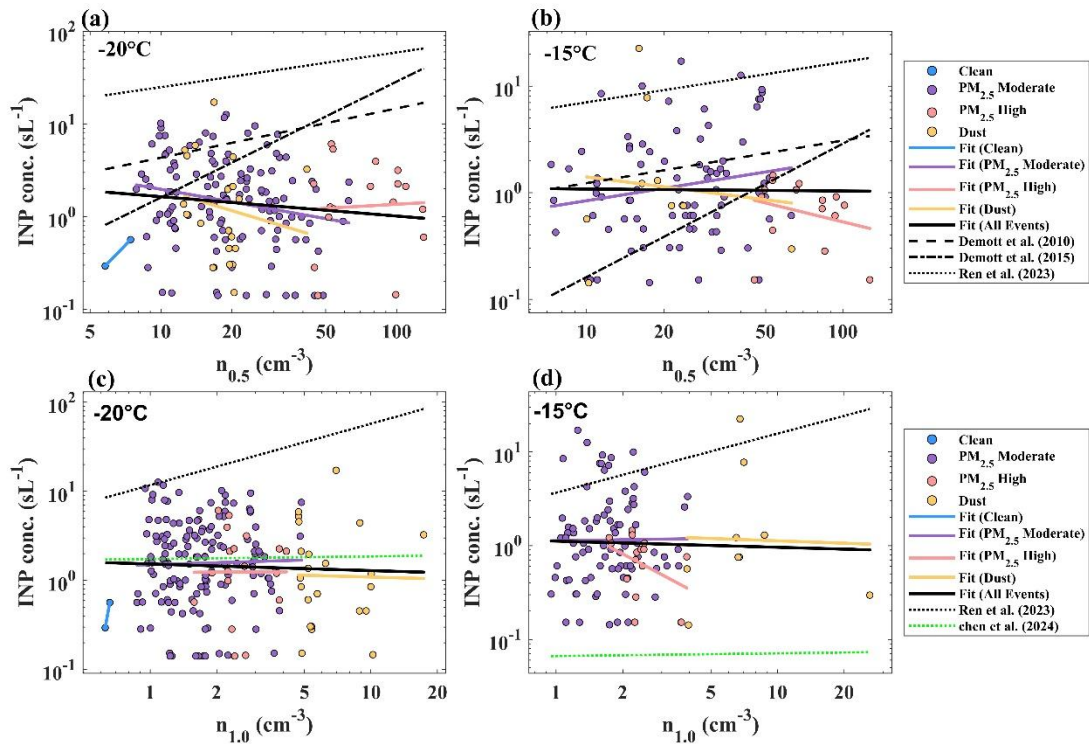 (a)
-20°C
INP conc. (sL⁻¹)
10²
10¹
10⁰
10⁻¹
5 10 20 50 100
n₀.₅ (cm⁻³)
(b)
-15°C
INP conc. (sL⁻¹)
10¹
10⁰
10⁻¹
10 20 50 100
n₀.₅ (cm⁻³)
Clean
PM₂.₅ Moderate
PM₂.₅ High
Dust
Fit (Clean)
Fit (PM₂.₅ Moderate)
Fit (PM₂.₅ High)
Fit (Dust)
Fit (All Events)
Demott et al. (2010)
Demott et al. (2015)
Ren et al. (2023)
(c)
-20°C
INP conc. (sL⁻¹)
10²
10¹
10⁰
10⁻¹
1 2 5 10 20
n₁.₀ (cm⁻³)
(d)
-15°C
INP conc. (sL⁻¹)
10¹
10⁰
10⁻¹
1 2 5 10 20
n₁.₀ (cm⁻³)
Clean
PM₂.₅ Moderate
PM₂.₅ High
Dust
Fit (Clean)
Fit (PM₂.₅ Moderate)
Fit (PM₂.₅ High)
Fit (Dust)
Fit (All Events)
Ren et al. (2023)
chen et al. (2024)